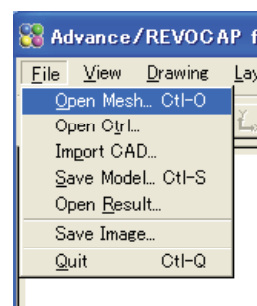 Advance/REVOCAP f
File View Drawing Lay
Open Mesh... Ctl-O
Open Ctrl...
Import CAD...
Save Model... Ctl-S
Open Result...
Save Image...
Quit Ctl-Q